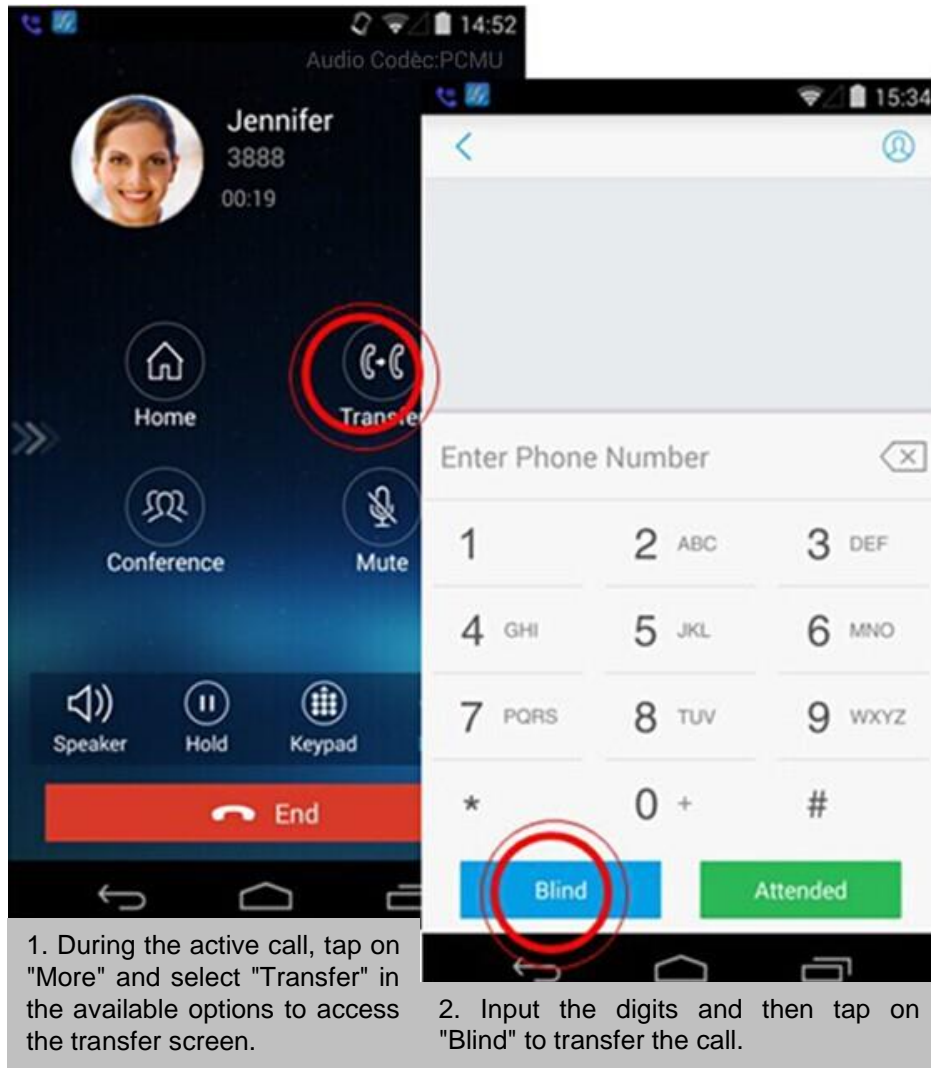 14:52
Audio Codec:PCMU
Jennifer
3888
00:19
Home
Transfer
Conference
Mute
Speaker
Hold
Keypad
End
15:34
Enter Phone Number
1
2 ABC
3 DEF
4 GHI
5 JKL
6 MNO
7 PQRS
8 TUV
9 WXYZ
*
0 +
#
Blind
Attended
1. During the active call, tap on
"More" and select "Transfer" in
the available options to access
the transfer screen.
2. Input the digits and then tap on
"Blind" to transfer the call.